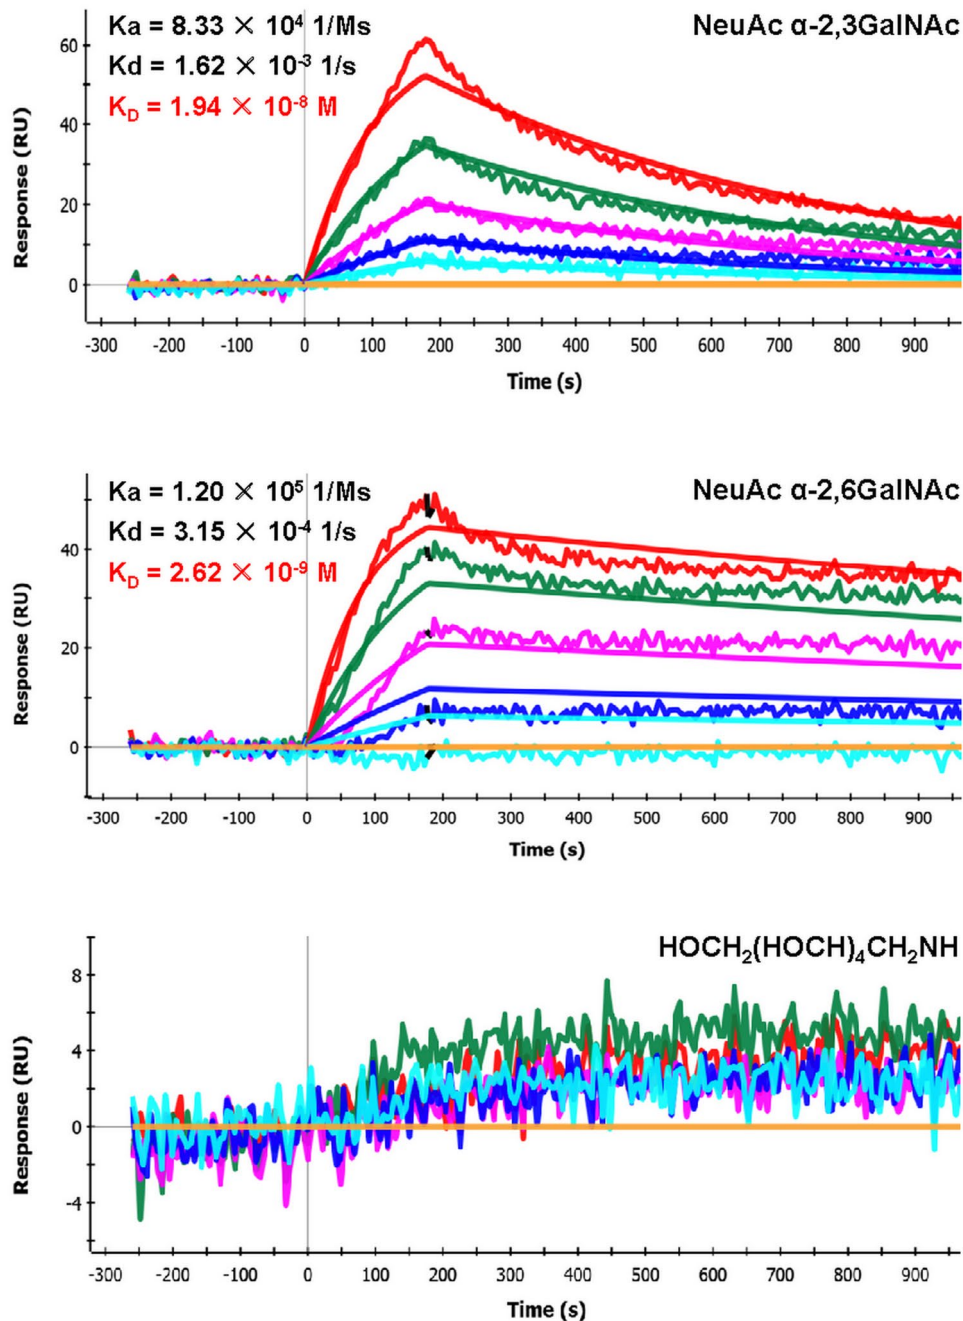 Ka = 8.33 × 10⁴ 1/Ms
NeuAc α-2,3GalNAc
Kd = 1.62 × 10⁻³ 1/s
K_D = 1.94 × 10⁻⁸ M
Response (RU)
60
40
20
0
-300 -200 -100 0 100 200 300 400 500 600 700 800 900
Time (s)
Ka = 1.20 × 10⁵ 1/Ms
NeuAc α-2,6GalNAc
Kd = 3.15 × 10⁻⁴ 1/s
K_D = 2.62 × 10⁻⁹ M
Response (RU)
40
20
0
-300 -200 -100 0 100 200 300 400 500 600 700 800 900
Time (s)
HOCH₂(HOCH)₄CH₂NH
Response (RU)
8
4
0
-4
-300 -200 -100 0 100 200 300 400 500 600 700 800 900
Time (s)